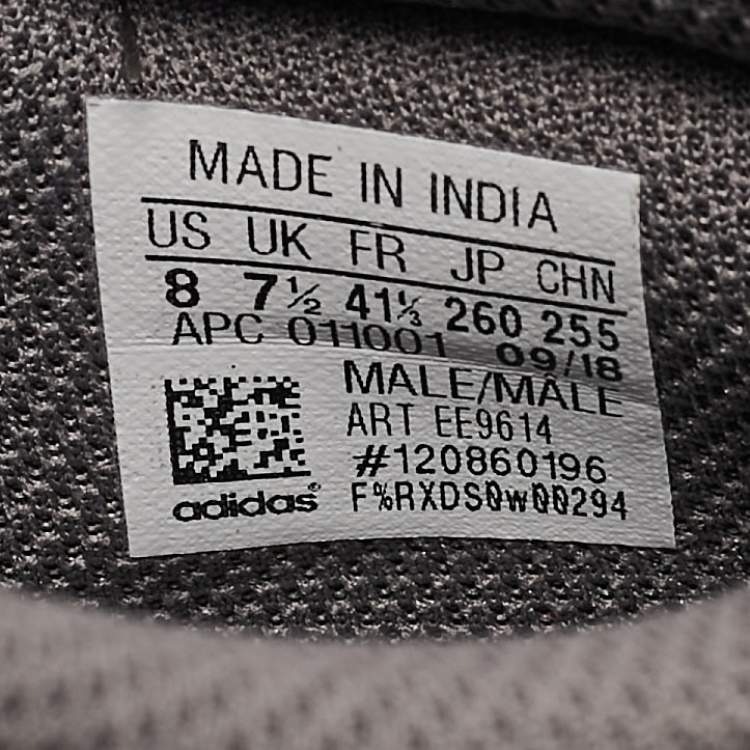 MADE IN INDIA
US UK FR JP CHN
8 7½ 41⅓ 260 255
APC 011001 09/18
MALE/MÂLE
ART EE9614
#120860196
adidas® F%RXDS0w00294